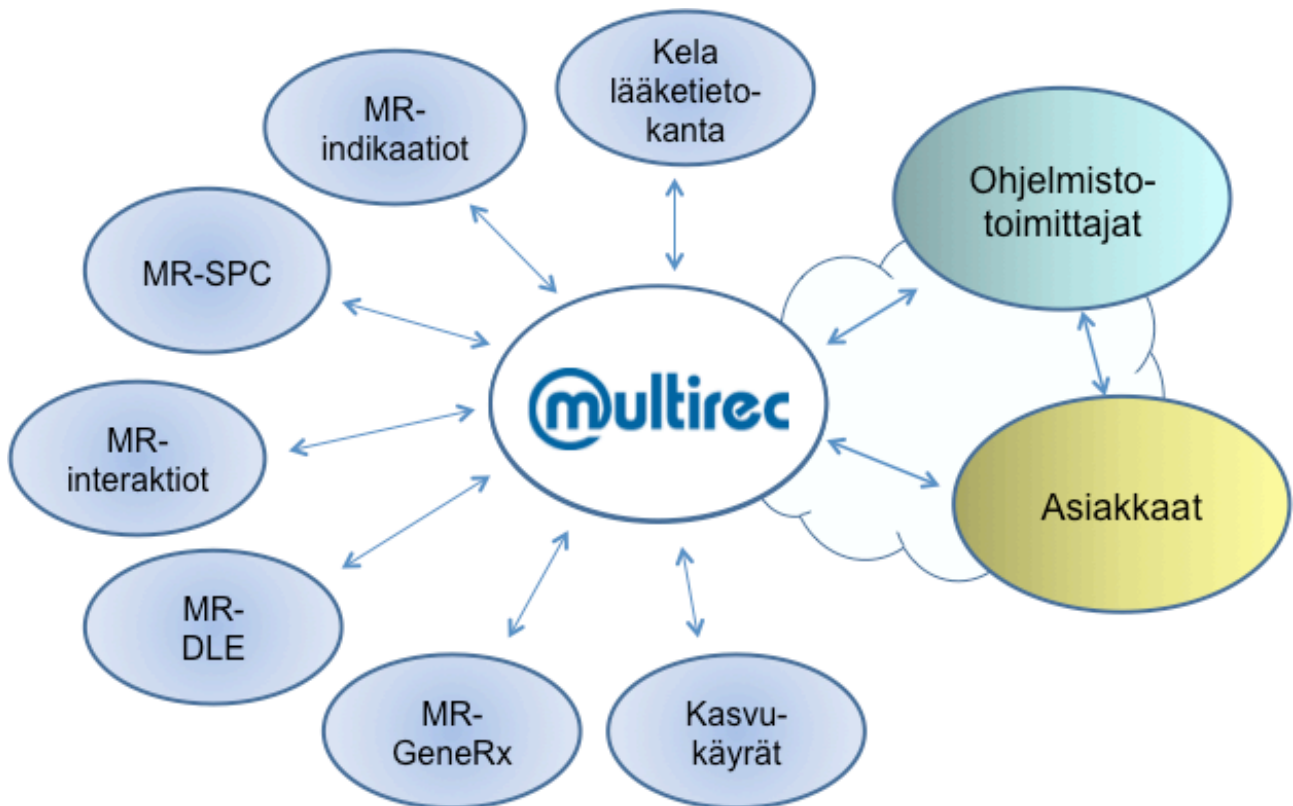 Kela
lääketieto-
kanta
MR-
indikaatiot
Ohjelmisto-
toimittajat
MR-SPC
multirec
MR-
interaktiot
Asiakkaat
MR-
DLE
MR-
GeneRx
Kasvu-
käyrät